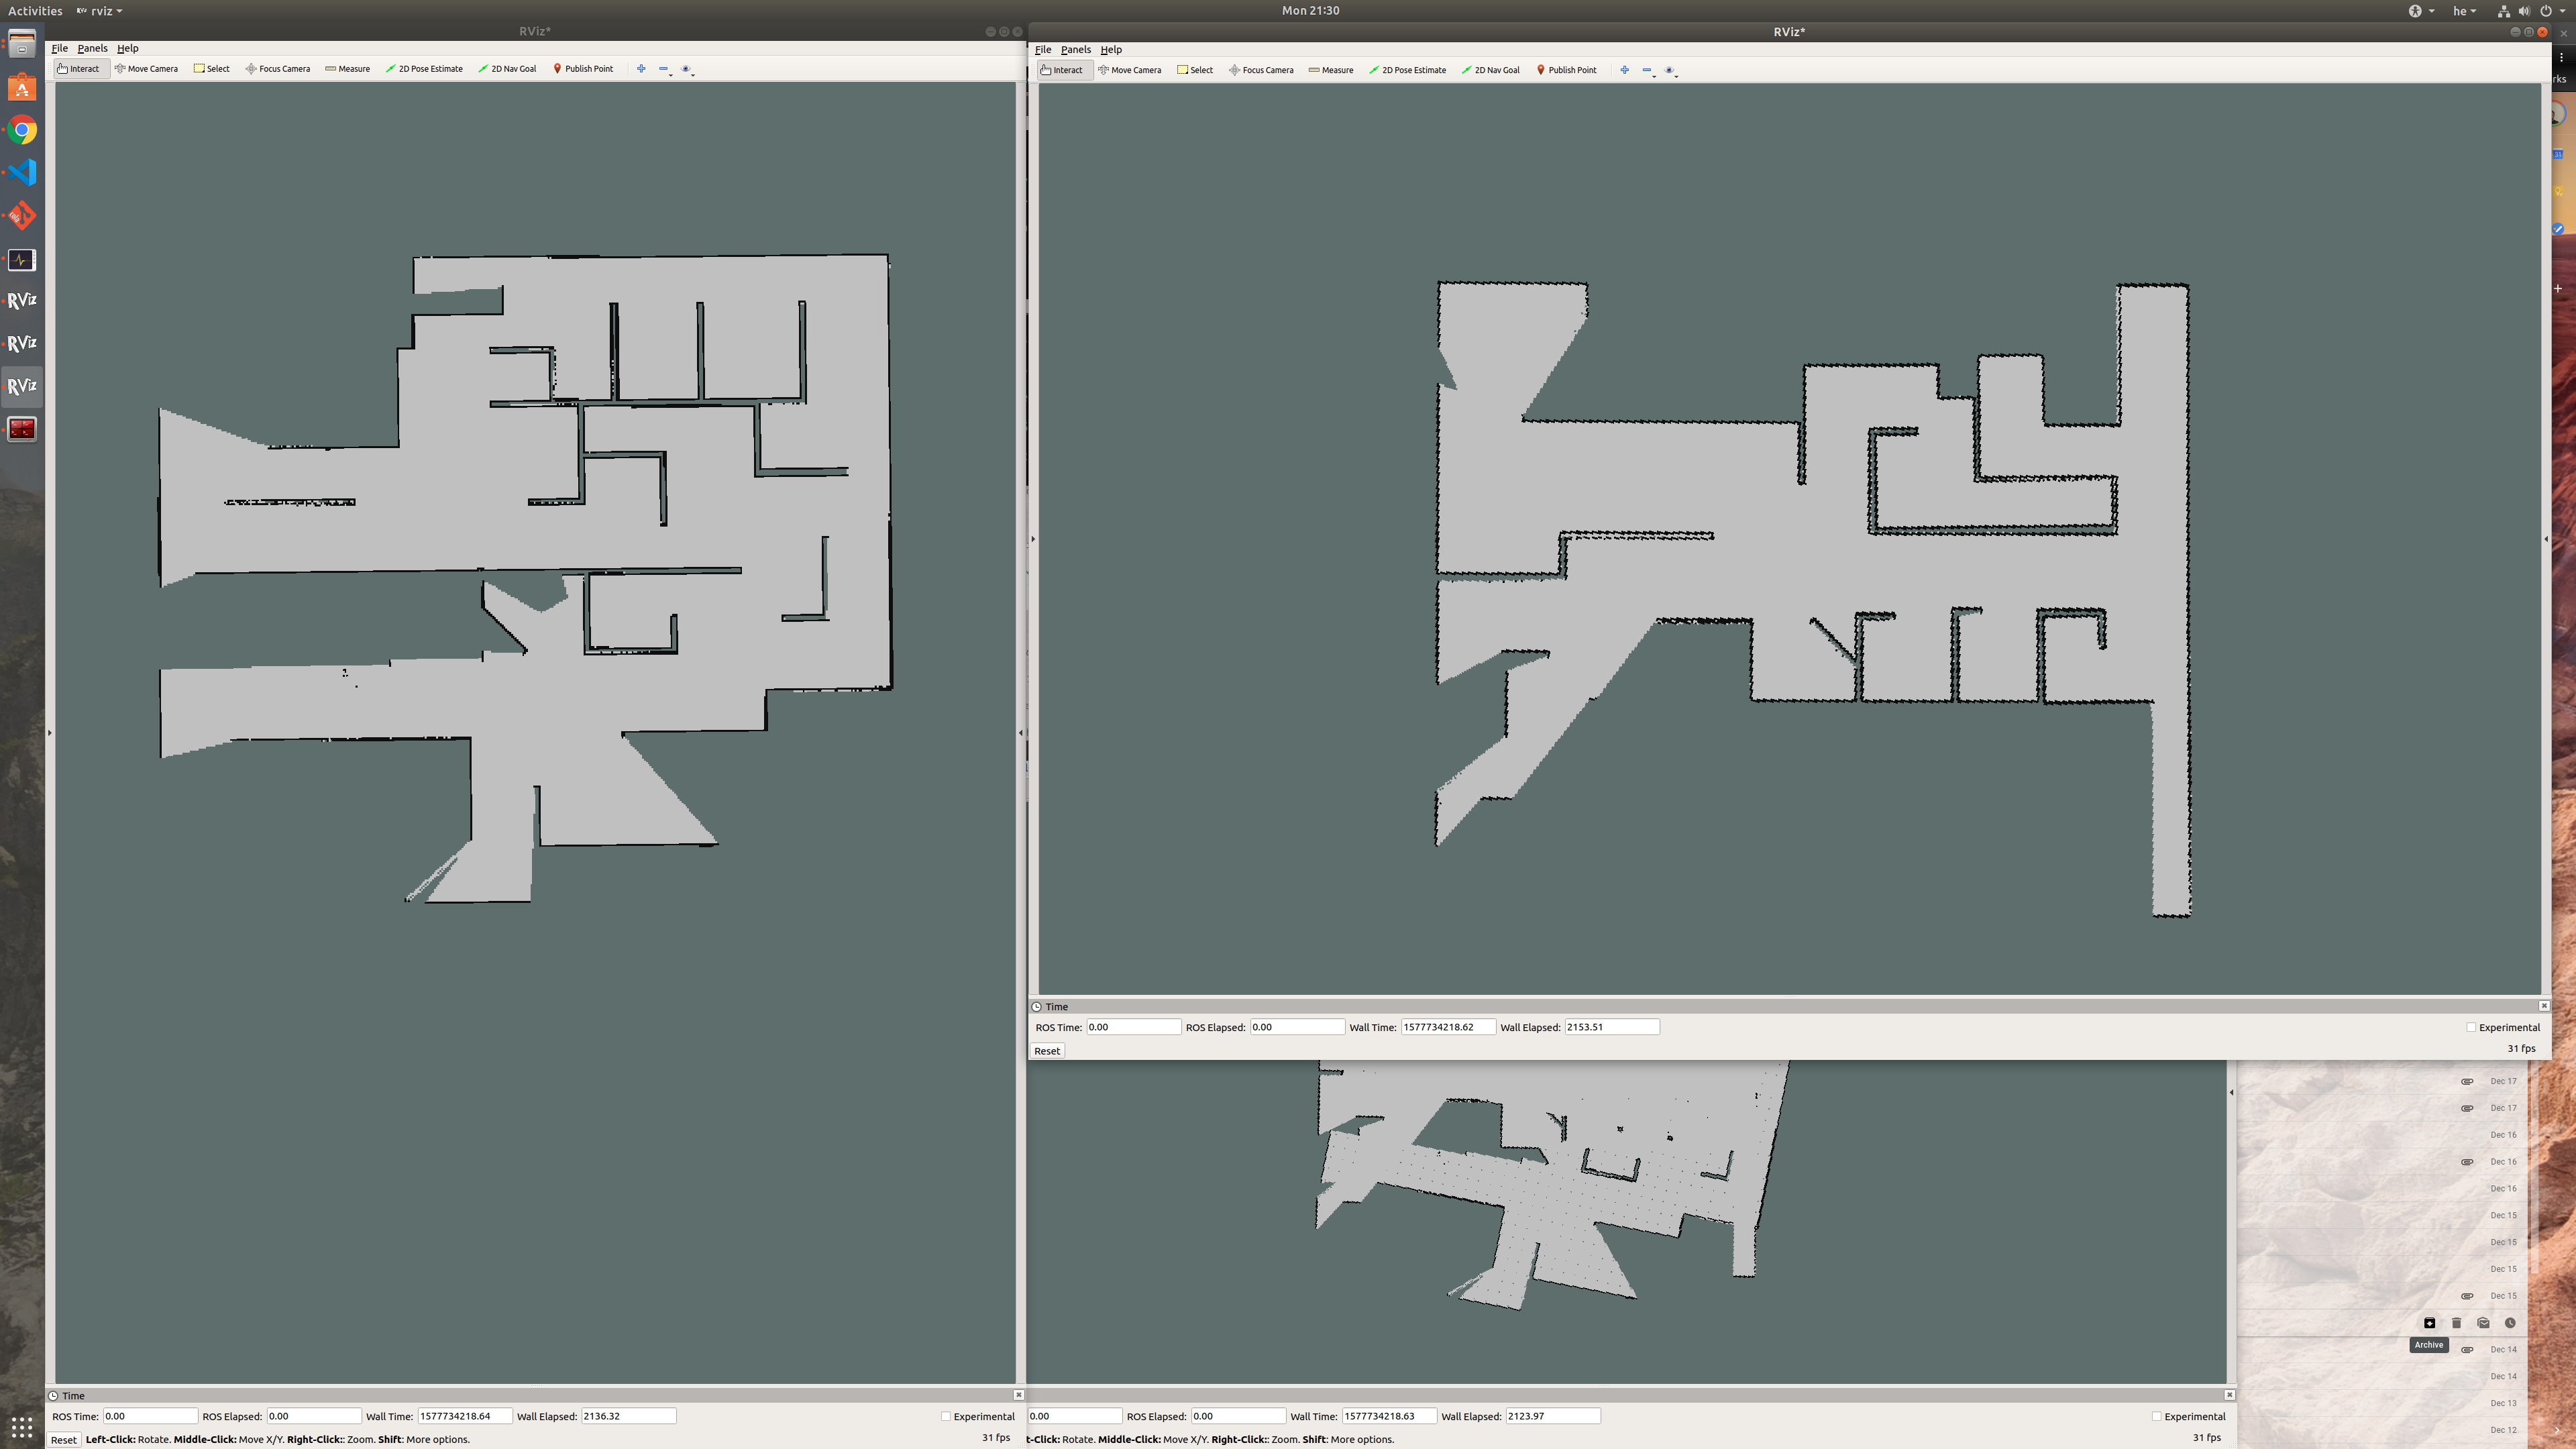 Activities
rviz
Mon 21:30
he
RViz*
File Panels Help
Interact Move Camera Select Focus Camera Measure 2D Pose Estimate 2D Nav Goal Publish Point
RViz*
File Panels Help
Interact Move Camera Select Focus Camera Measure 2D Pose Estimate 2D Nav Goal Publish Point
rks
31
RViz
RViz
RViz
Time
ROS Time: 0.00 ROS Elapsed: 0.00 Wall Time: 1577734218.62 Wall Elapsed: 2153.51 Experimental
Reset 31 fps
Dec 17
Dec 17
Dec 16
Dec 16
Dec 16
Dec 15
Dec 15
Dec 15
Dec 15
Archive
Dec 14
Dec 14
Dec 13
Dec 12
Time
ROS Time: 0.00 ROS Elapsed: 0.00 Wall Time: 1577734218.64 Wall Elapsed: 2136.32 Experimental
Reset Left-Click: Rotate. Middle-Click: Move X/Y. Right-Click:: Zoom. Shift: More options. 31 fps
0.00 ROS Elapsed: 0.00 Wall Time: 1577734218.63 Wall Elapsed: 2123.97 Experimental
t-Click: Rotate. Middle-Click: Move X/Y. Right-Click:: Zoom. Shift: More options. 31 fps